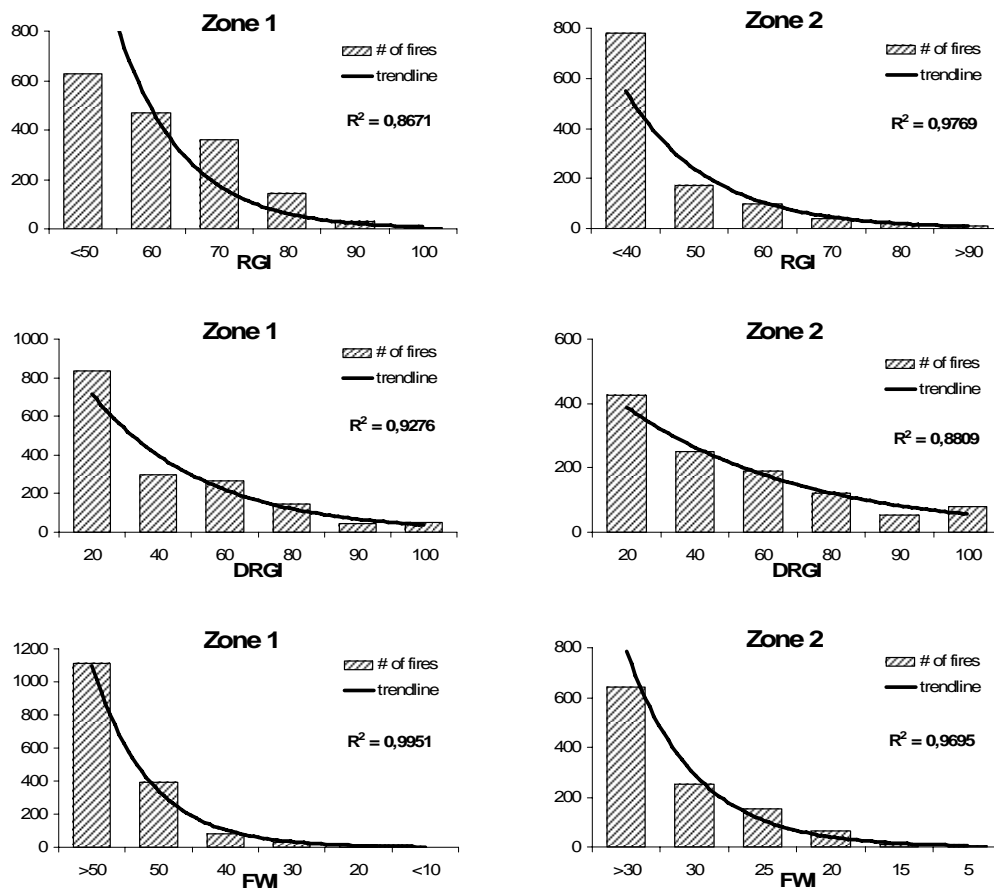 Zone 1
800
600
400
200
0
# of fires
trendline
R² = 0,8671
<50 60 70 80 90 100
RGI
Zone 2
800
600
400
200
0
# of fires
trendline
R² = 0,9769
<40 50 60 70 80 >90
RGI
Zone 1
1000
800
600
400
200
0
# of fires
trendline
R² = 0,9276
20 40 60 80 90 100
DRGI
Zone 2
600
400
200
0
# of fires
trendline
R² = 0,8809
20 40 60 80 90 100
DRGI
Zone 1
1200
1000
800
600
400
200
0
# of fires
trendline
R² = 0,9951
>50 50 40 30 20 <10
FWI
Zone 2
800
600
400
200
0
# of fires
trendline
R² = 0,9695
>30 30 25 20 15 5
FWI